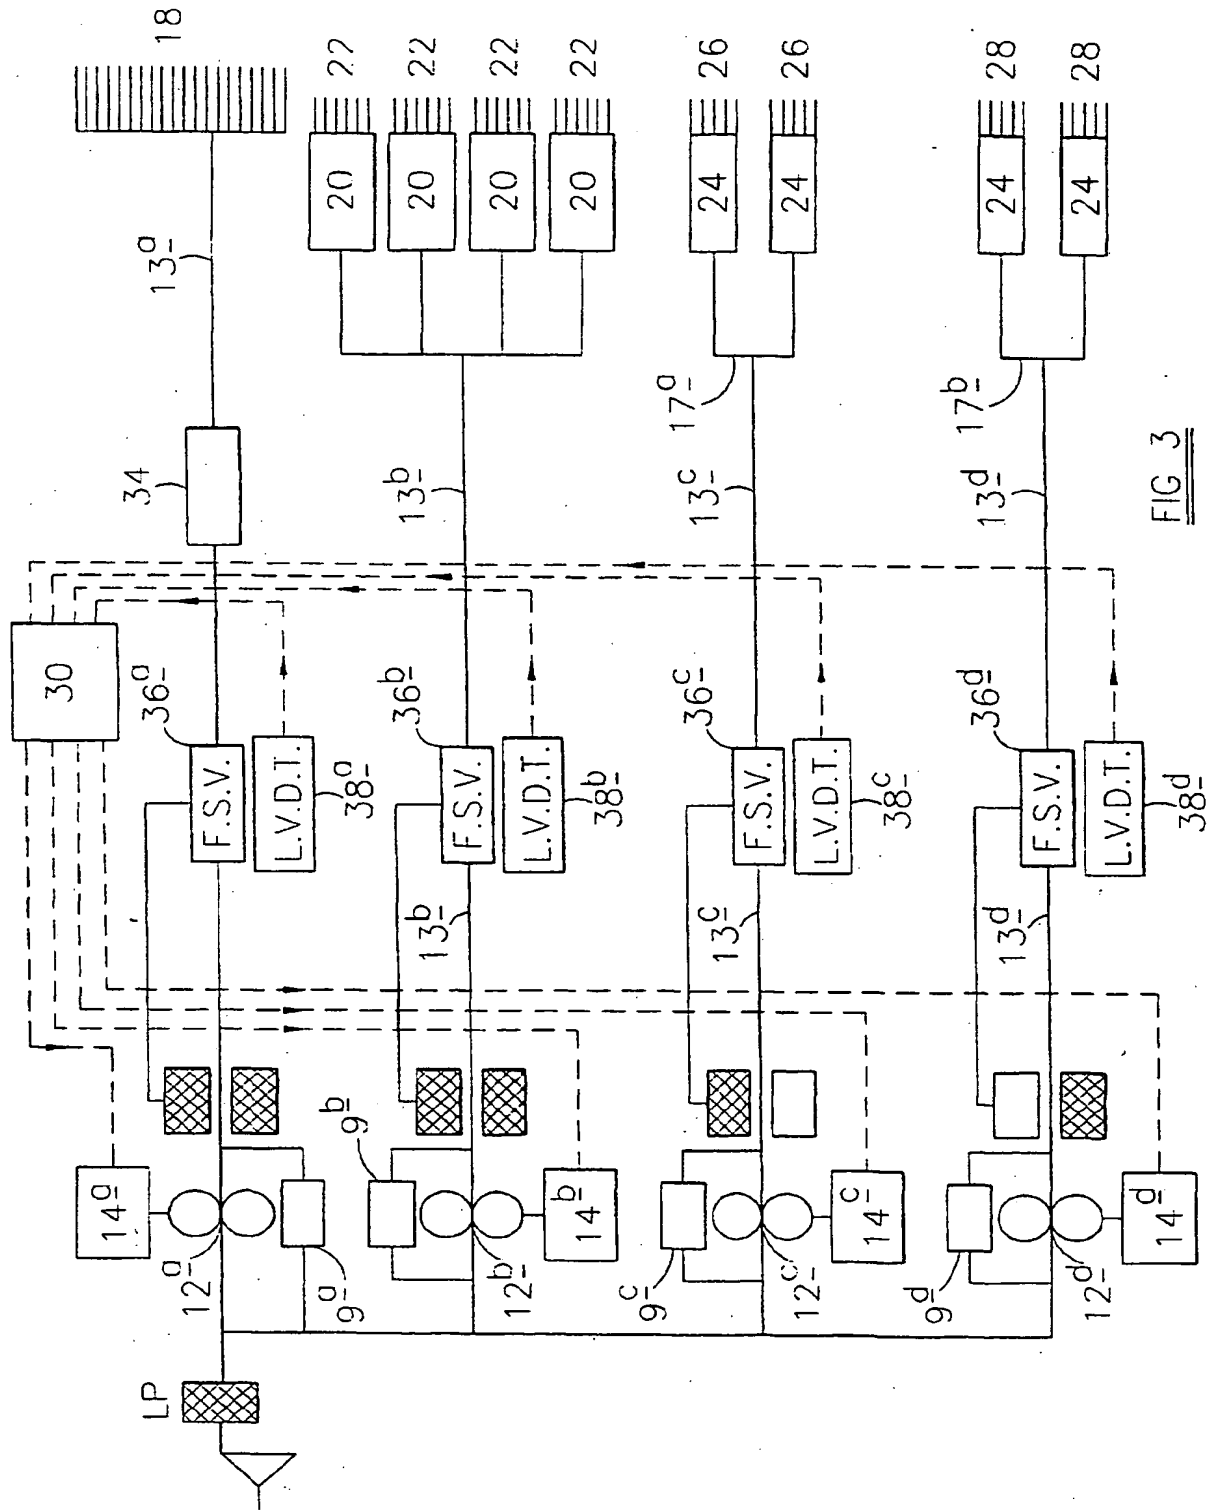 18
22
22
22
22
26
26
28
28
20
20
20
20
24
24
24
24
13a
17a
17b
34
13b
13c
13d
30
36a
36b
36c
36d
F.S.V.
F.S.V.
F.S.V.
F.S.V.
L.V.D.T.
L.V.D.T.
L.V.D.T.
L.V.D.T.
38a
38b
38c
38d
13b
13c
13d
14a
14b
14c
14d
9b
9a
9c
9d
12a
12b
12c
12d
LP
FIG 3